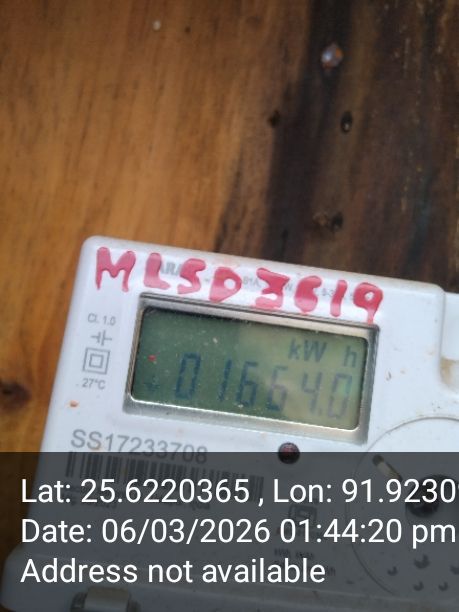 MLSD3619
Cl. 1.0
kW h
01664.0
27°C
SS17233708
Lat: 25.6220365 , Lon: 91.9230
Date: 06/03/2026 01:44:20 pm
Address not available